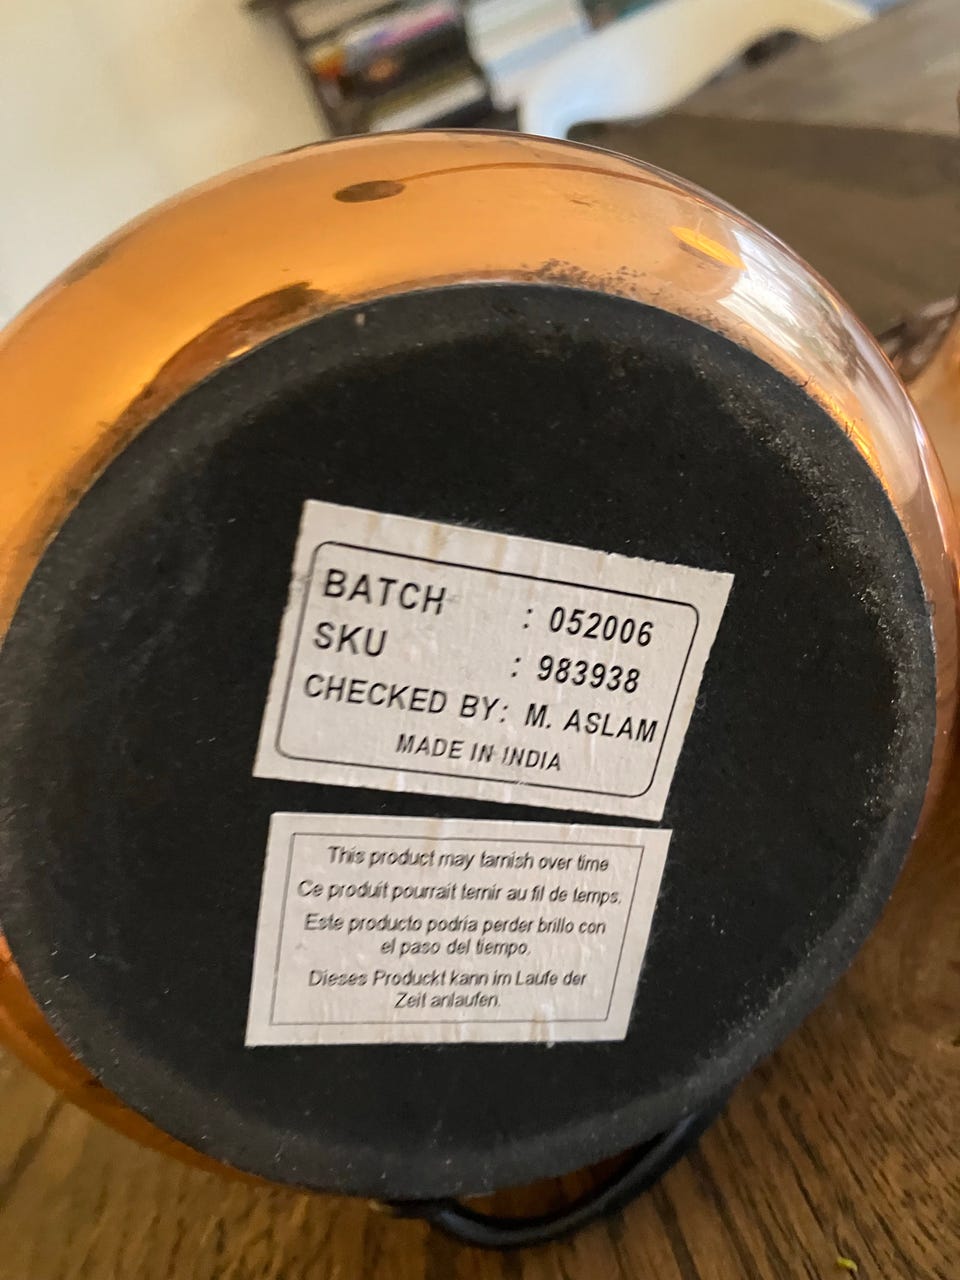 BATCH : 052006
SKU : 983938
CHECKED BY: M. ASLAM
MADE IN INDIA
This product may tarnish over time
Ce produit pourrait ternir au fil de temps.
Este producto podria perder brillo con
el paso del tiempo.
Dieses Produckt kann im Laufe der
Zeit anlaufen.